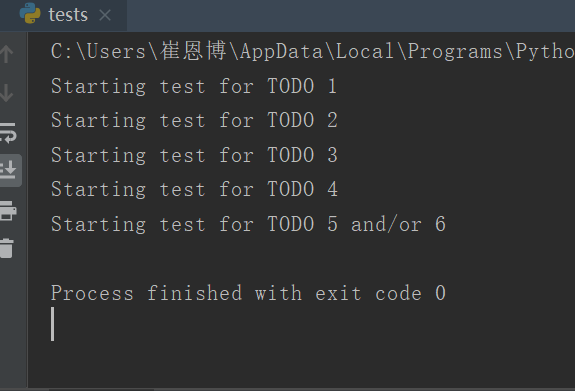 tests
C:\Users\崔恩博\AppData\Local\Programs\Pytho
Starting test for TODO 1
Starting test for TODO 2
Starting test for TODO 3
Starting test for TODO 4
Starting test for TODO 5 and/or 6
Process finished with exit code 0